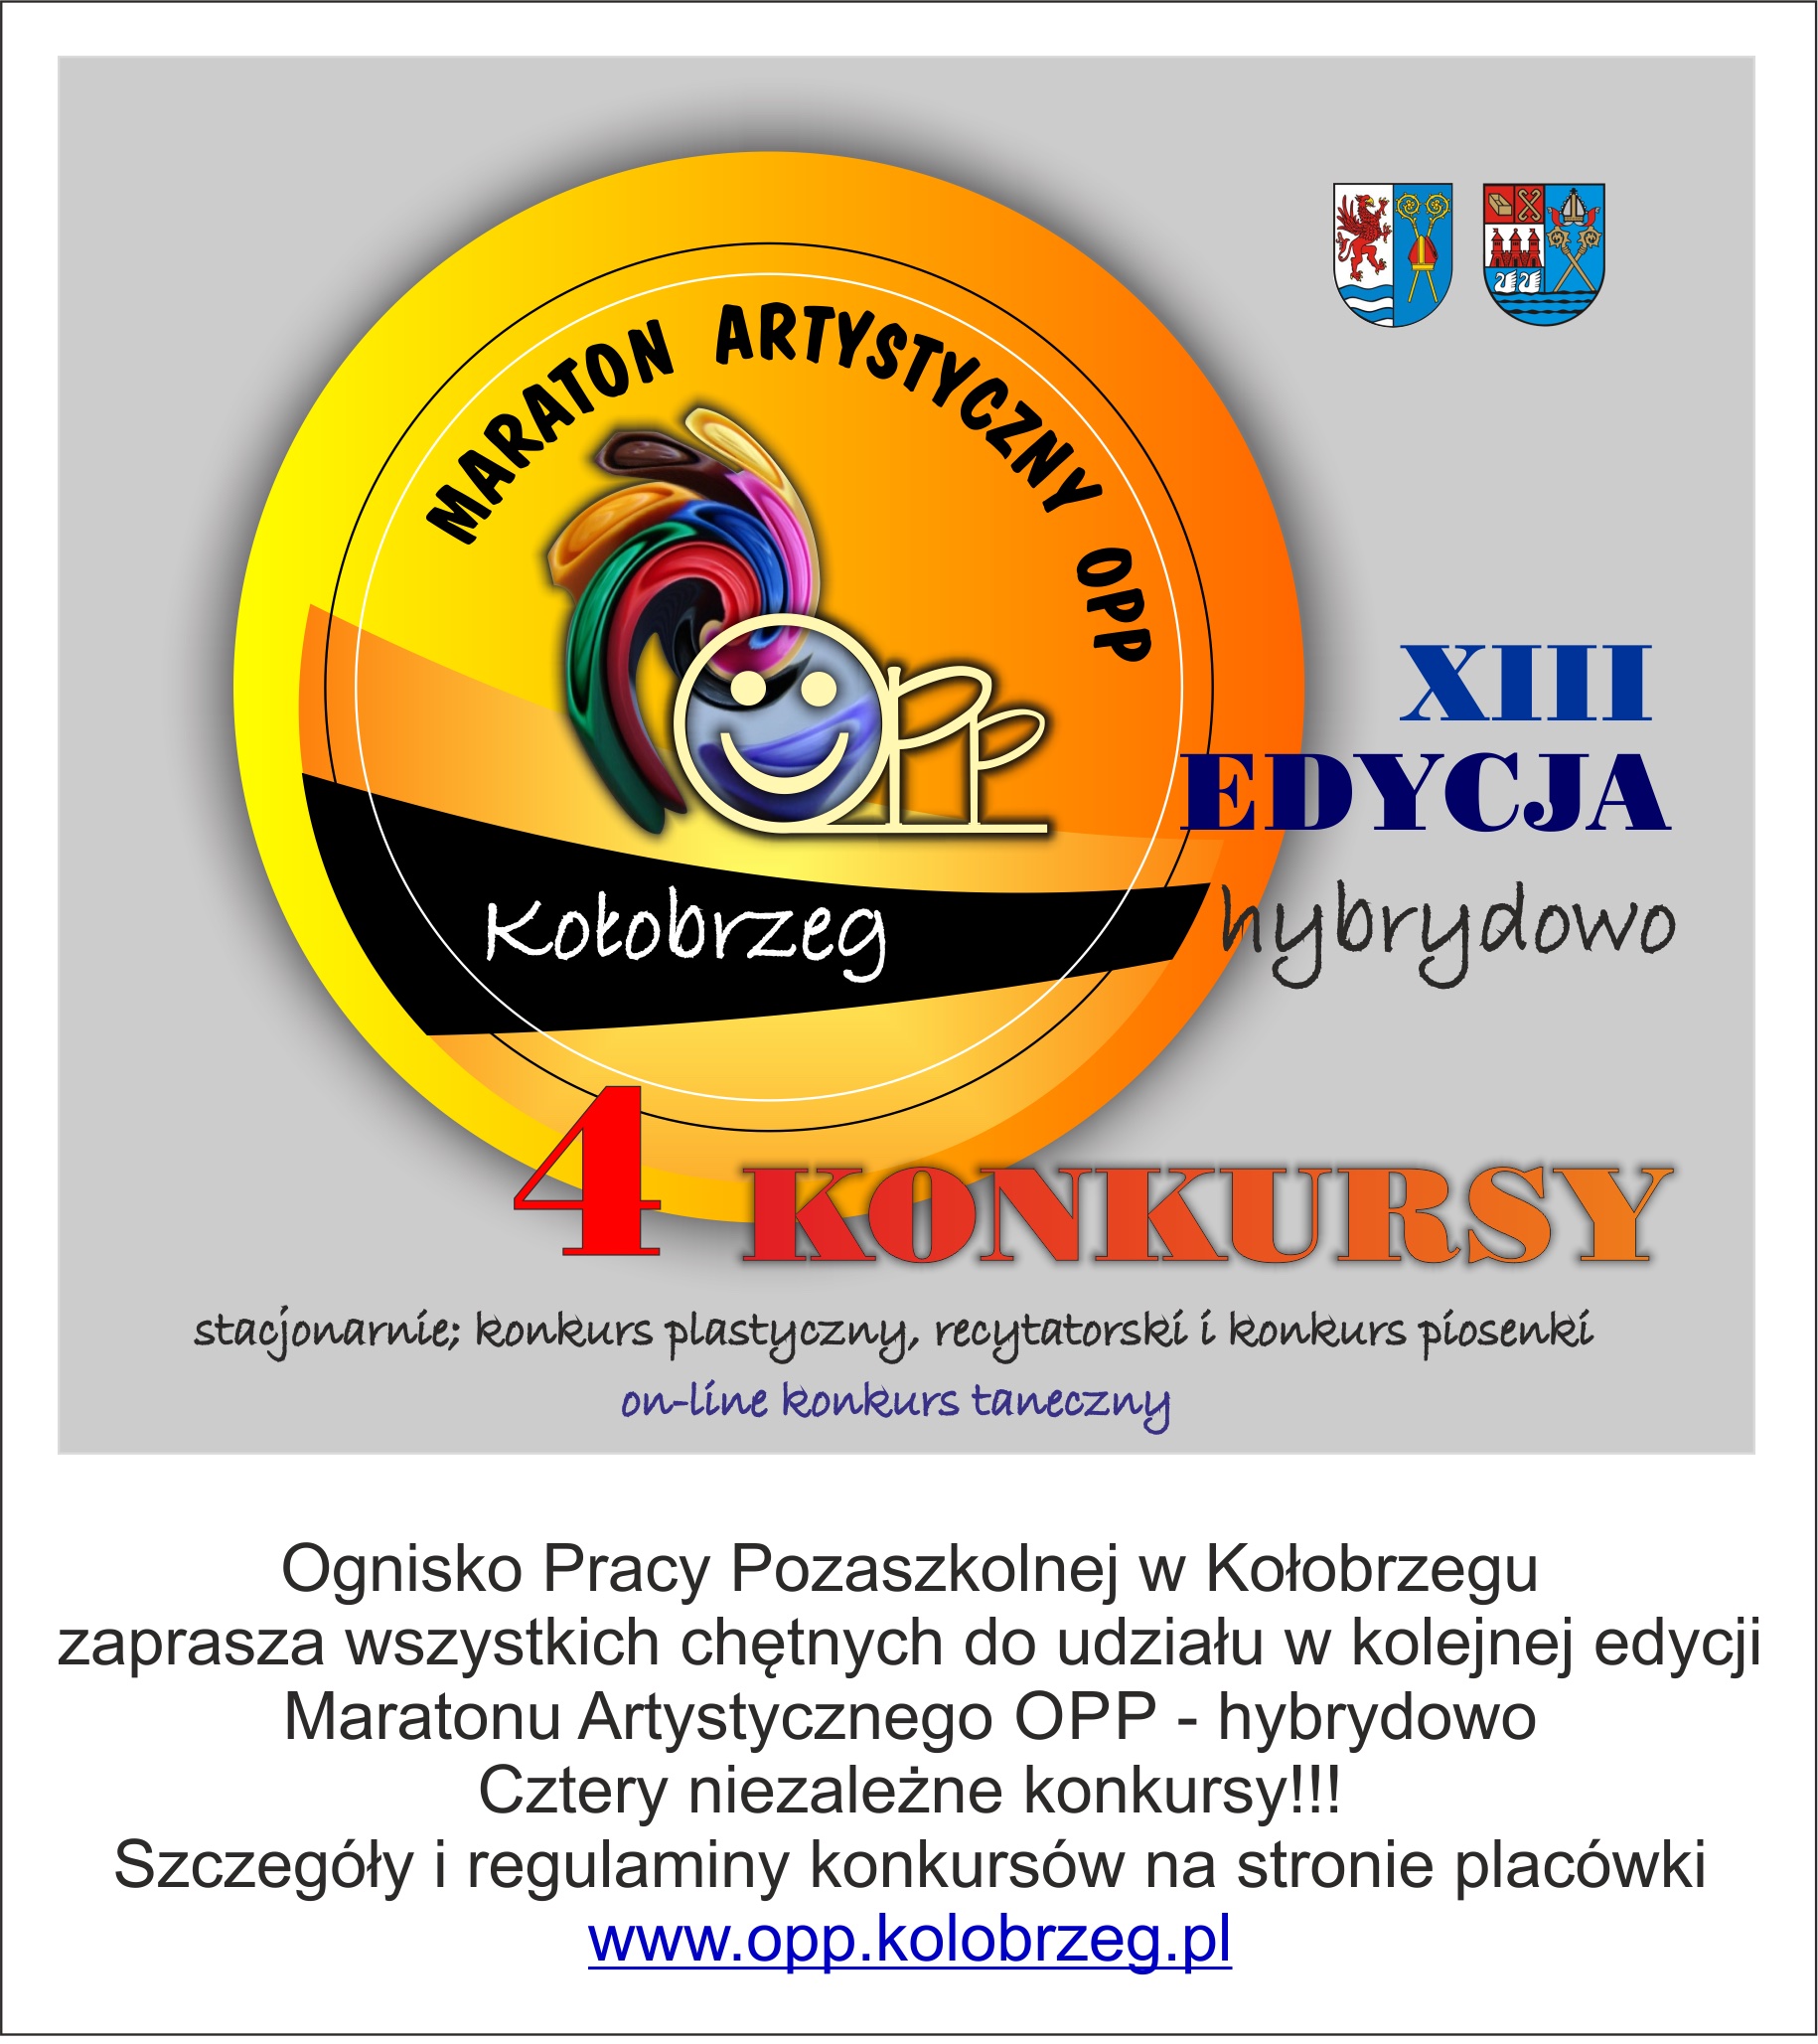 MARATON ARTYSTYCZNY OPP
OPP
XIII
EDYCJA
Kołobrzeg
hybrydowo
4 KONKURSY
stacjonarnie; konkurs plastyczny, recytatorski i konkurs piosenki
on-line konkurs taneczny
Ognisko Pracy Pozaszkolnej w Kołobrzegu
zaprasza wszystkich chętnych do udziału w kolejnej edycji
Maratonu Artystycznego OPP - hybrydowo
Cztery niezależne konkursy!!!
Szczegóły i regulaminy konkursów na stronie placówki
www.opp.kolobrzeg.pl